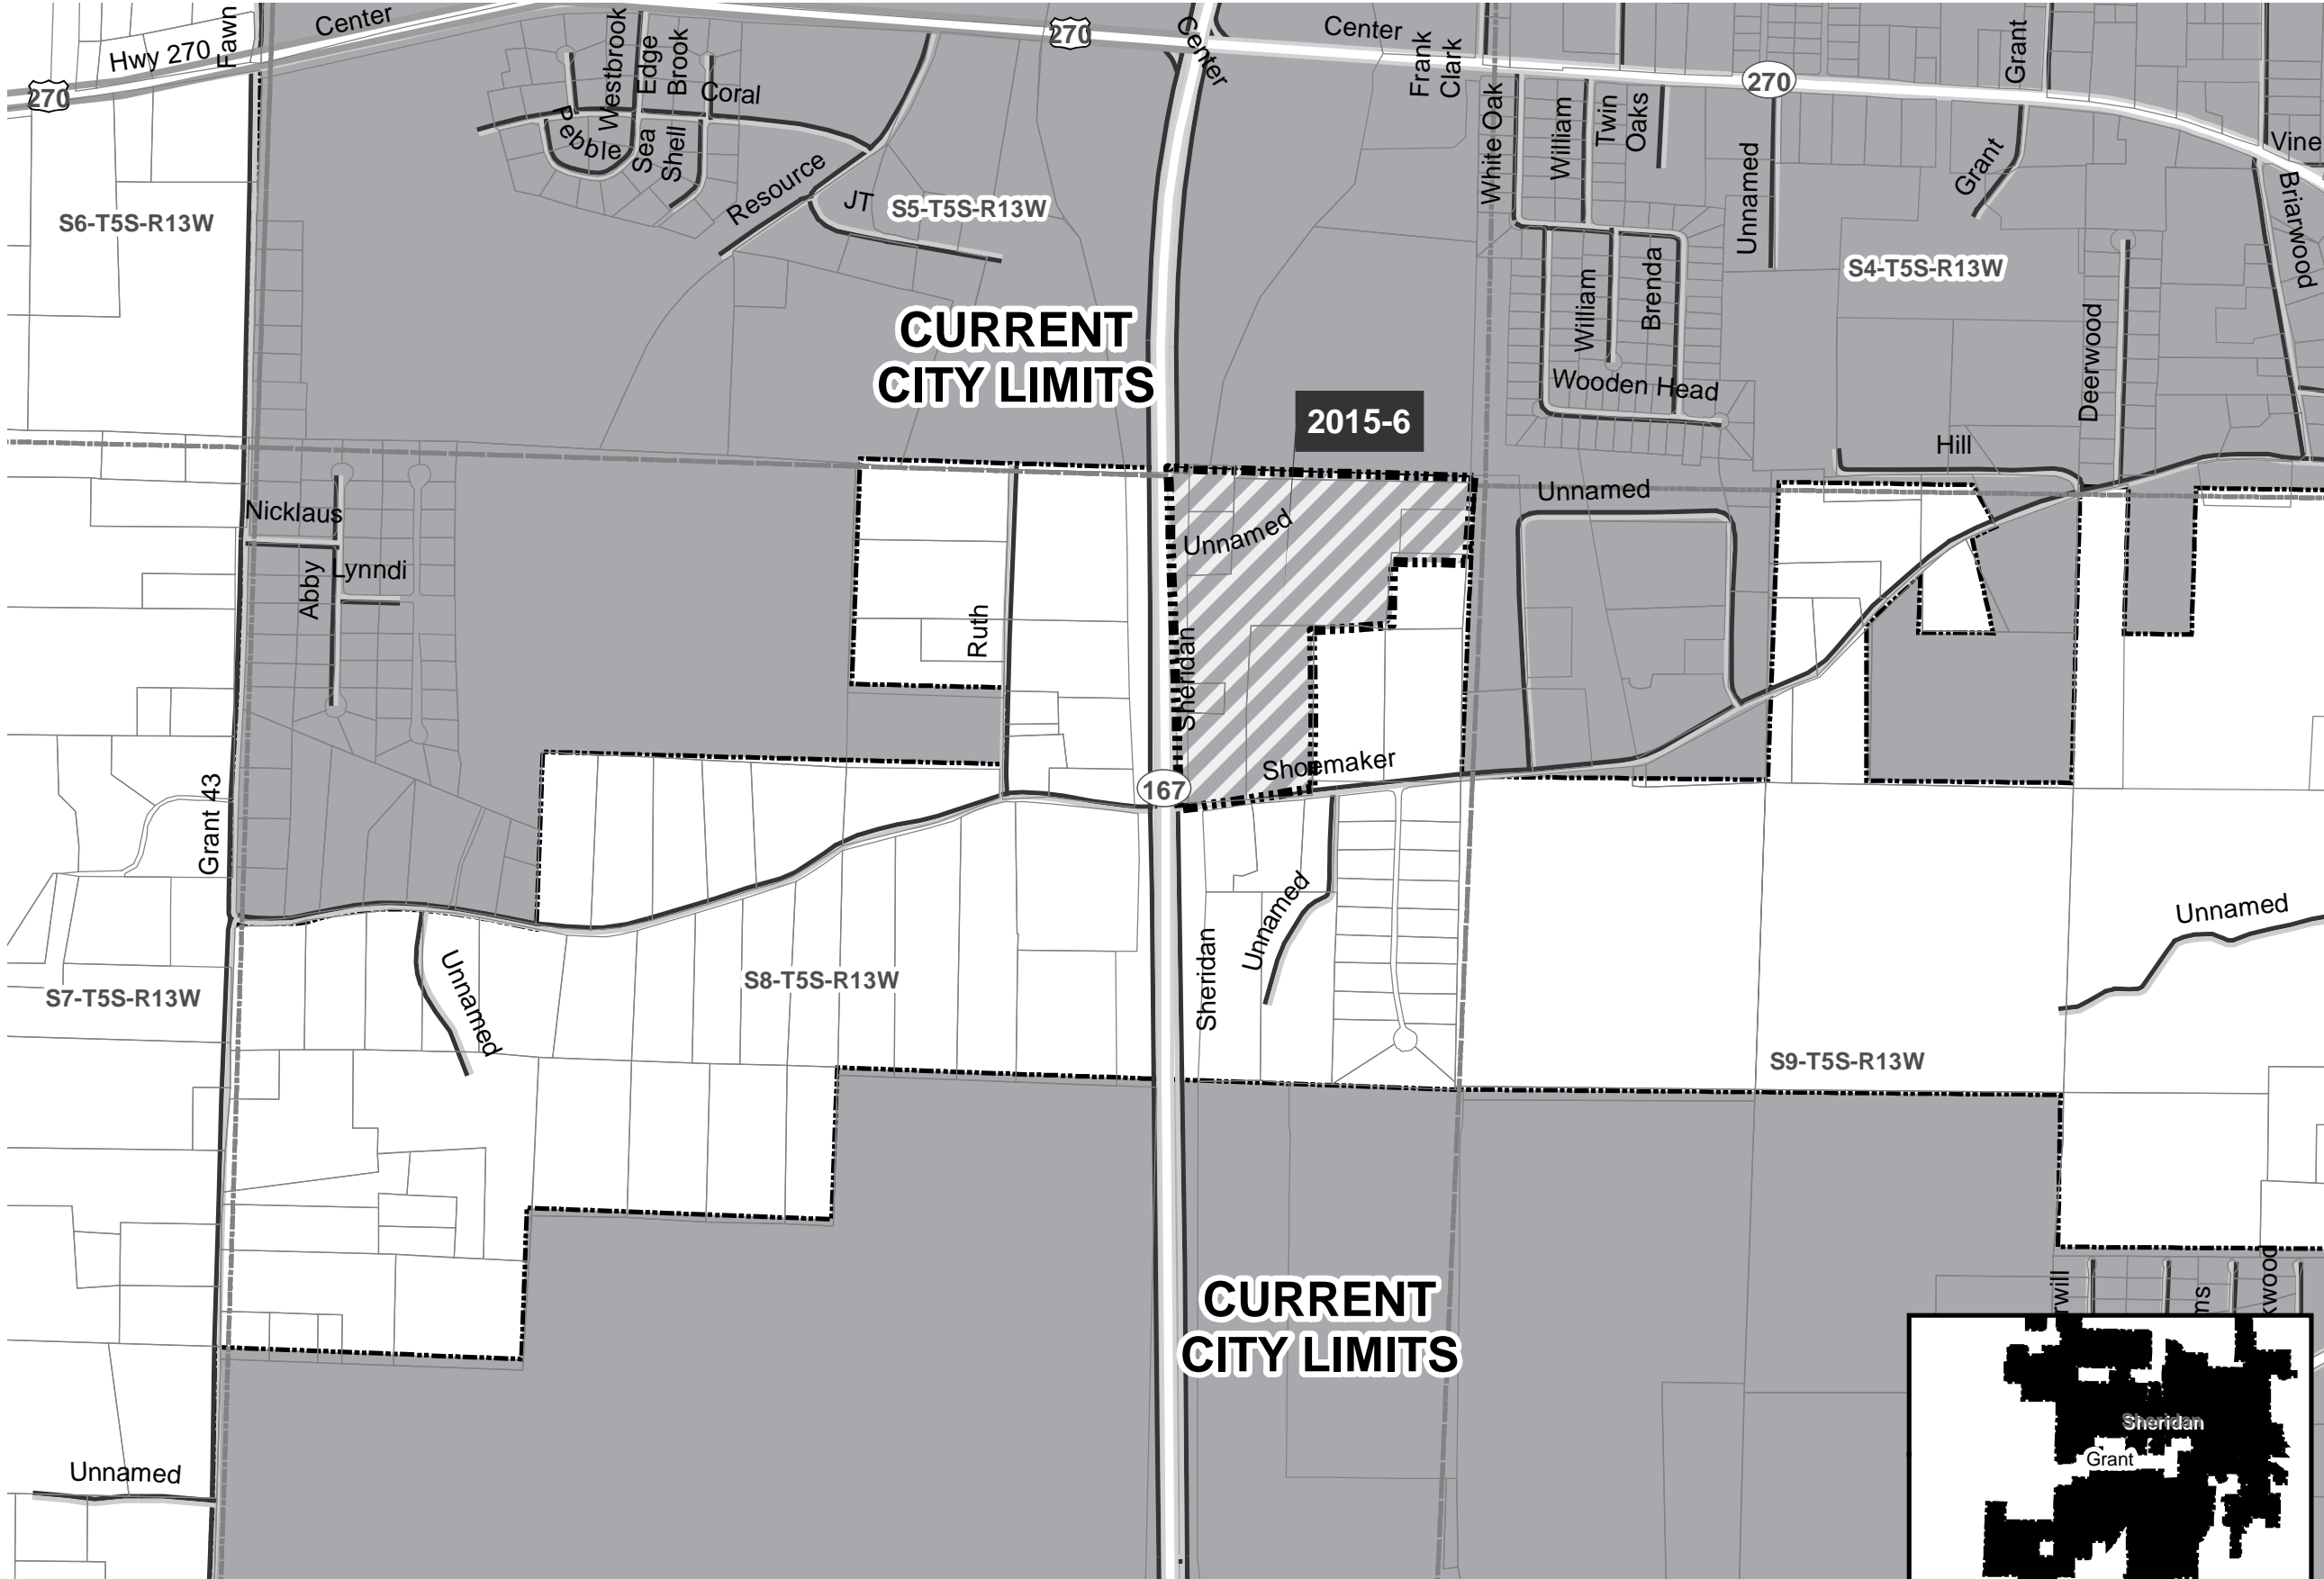 Hwy 270
Fawn
Center
270
Westbrook
Edge
Brook
Coral
Pebble
Sea
Shell
Resource
JT
S5-T5S-R13W
S6-T5S-R13W
270
Center
Center
Frank
Clark
White Oak
William
Twin
Oaks
Unnamed
270
Grant
Grant
Vine
Briarwood
S4-T5S-R13W
William
Brenda
Wooden Head
Deerwood
Hill
CURRENT
CITY LIMITS
2015-6
Nicklaus
Abby
Lynndi
Ruth
Unnamed
Sheridan
Unnamed
Shoemaker
167
Grant 43
Unnamed
S7-T5S-R13W
S8-T5S-R13W
Sheridan
Unnamed
Unnamed
S9-T5S-R13W
CURRENT
CITY LIMITS
Unnamed
rwill
ms
kwood
Sheridan
Grant